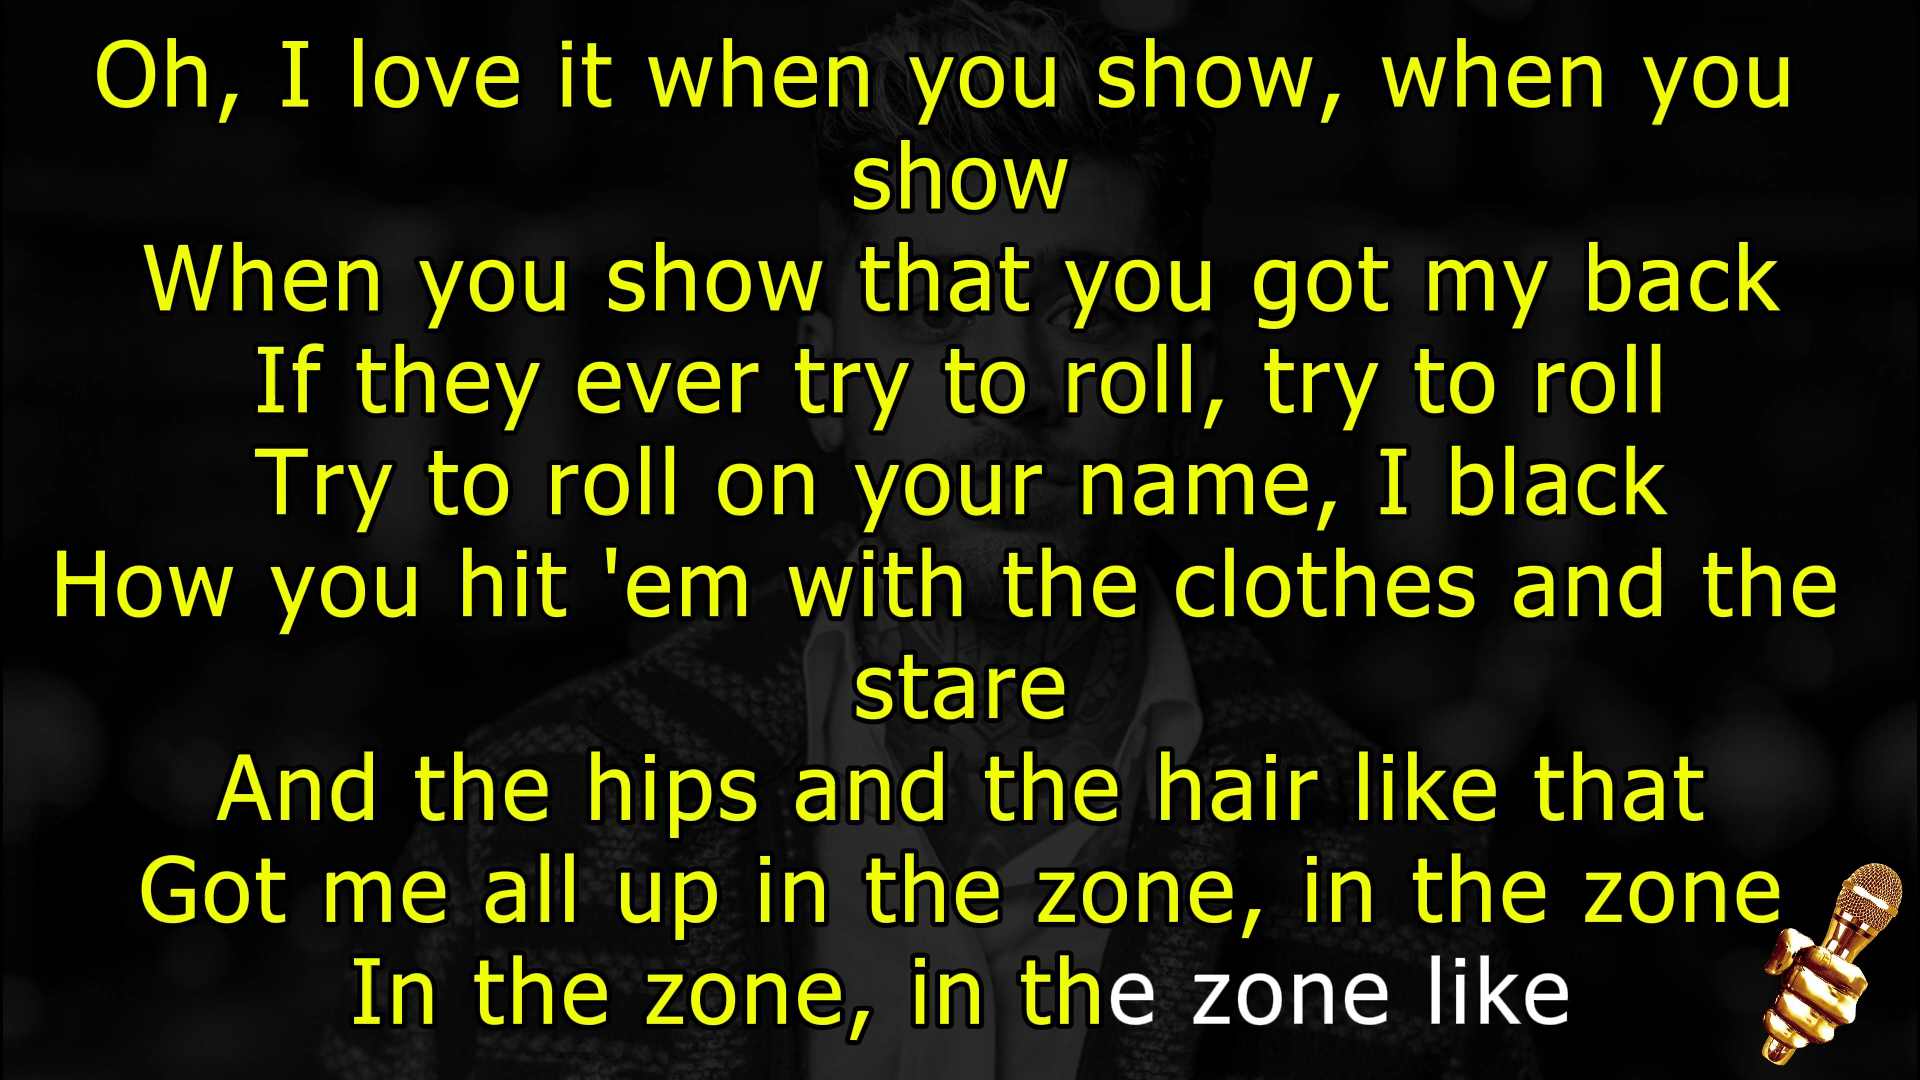 Oh, I love it when you show, when you
show
When you show that you got my back
If they ever try to roll, try to roll
Try to roll on your name, I black
How you hit 'em with the clothes and the
stare
And the hips and the hair like that
Got me all up in the zone, in the zone
In the zone, in the zone like